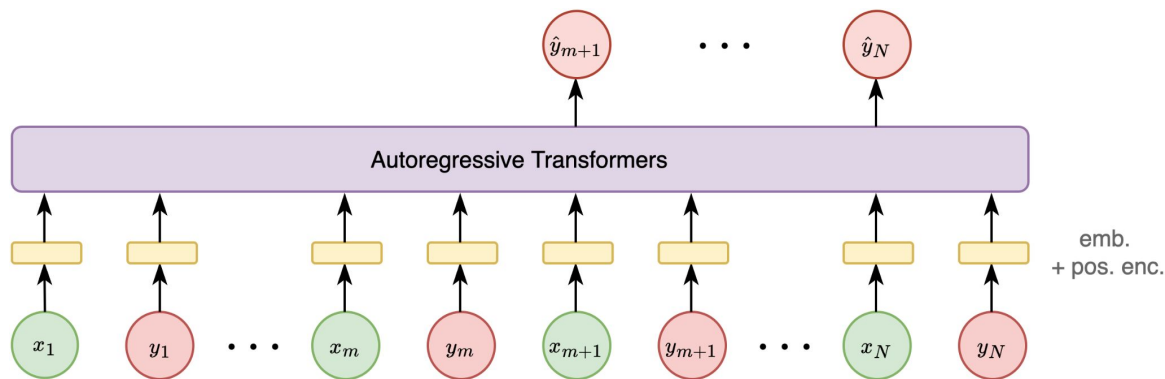 ŷ_{m+1} ... ŷ_N
Autoregressive Transformers
emb.
+ pos. enc.
x_1 y_1 ... x_m y_m x_{m+1} y_{m+1} ... x_N y_N